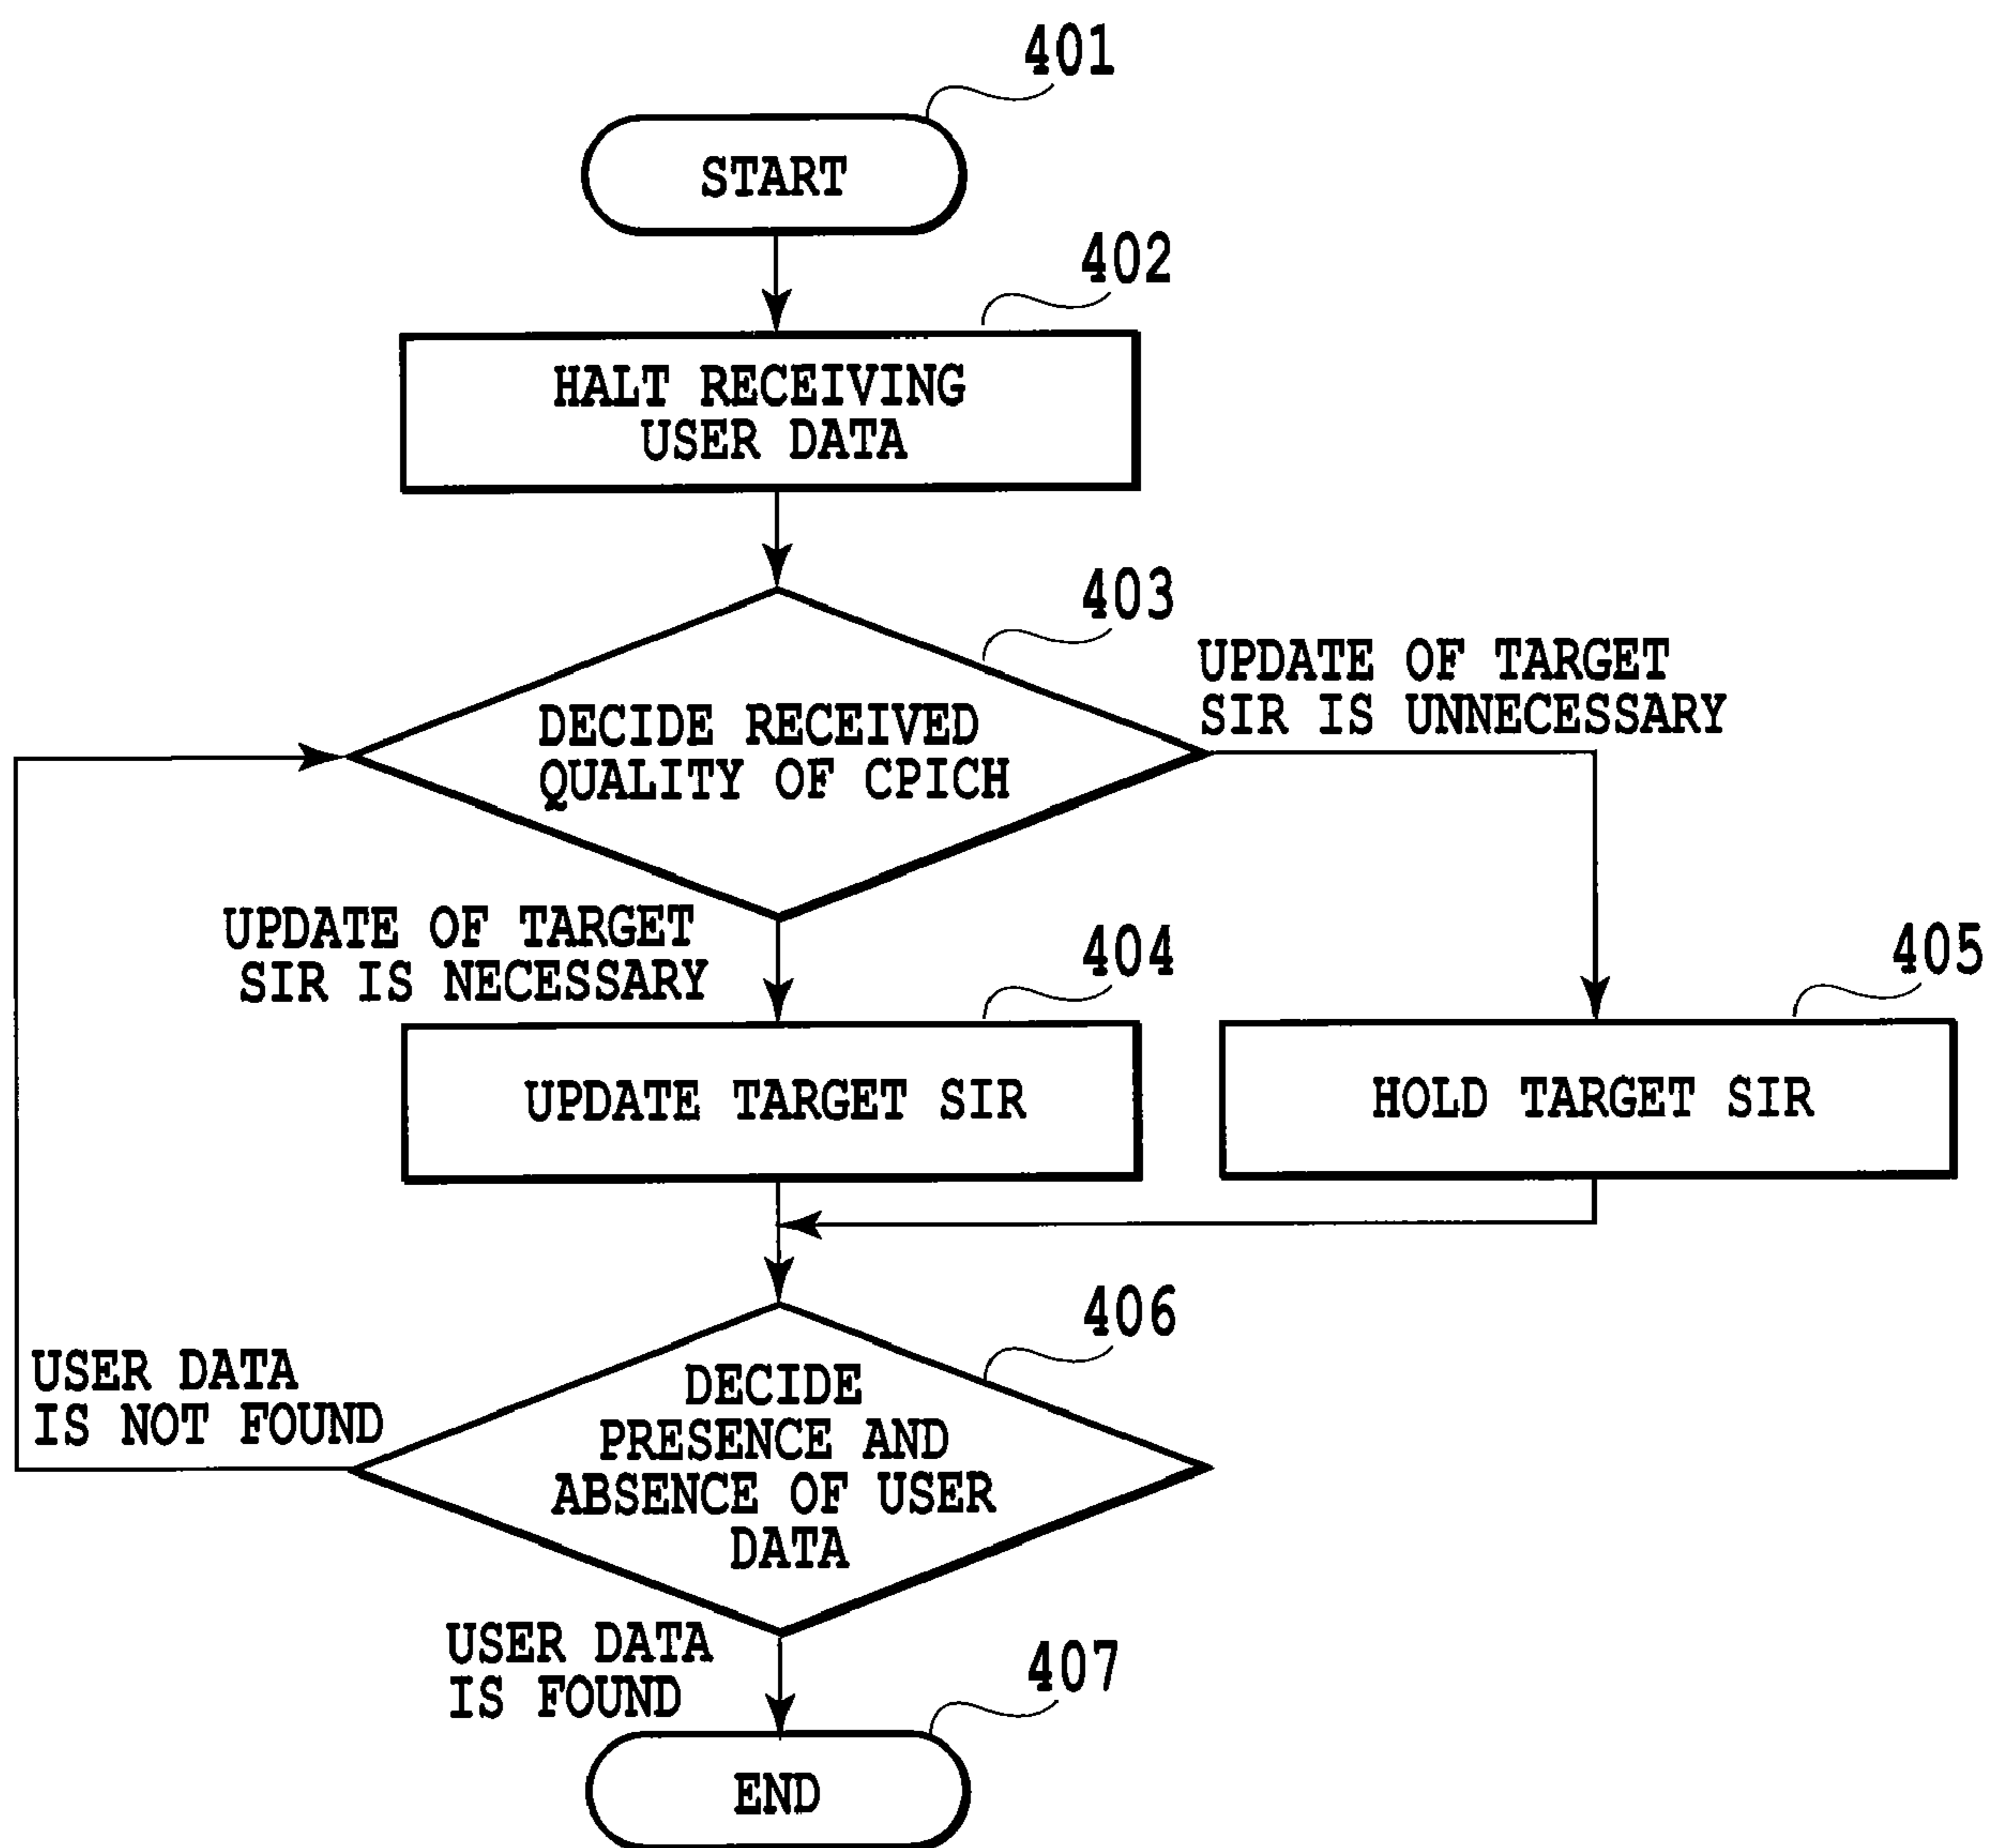 401
START
402
HALT RECEIVING
USER DATA
403
DECIDE RECEIVED
QUALITY OF CPICH
UPDATE OF TARGET
SIR IS UNNECESSARY
UPDATE OF TARGET
SIR IS NECESSARY
404
UPDATE TARGET SIR
405
HOLD TARGET SIR
406
DECIDE
PRESENCE AND
ABSENCE OF USER
DATA
USER DATA
IS NOT FOUND
USER DATA
IS FOUND
407
END